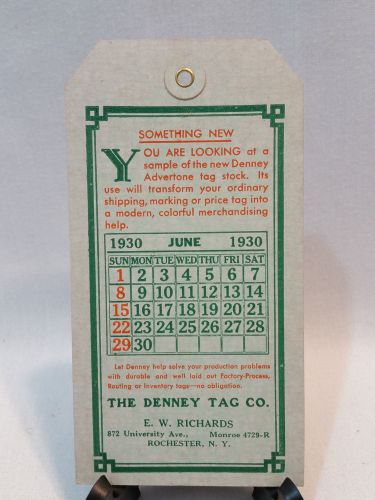 SOMETHING NEW
YOU ARE LOOKING at a
sample of the new Denney
Advertone tag stock. Its
use will transform your ordinary
shipping, marking or price tag into
a modern, colorful merchandising
help.
1930 JUNE 1930
SUN MON TUE WED THU FRI SAT
1 2 3 4 5 6 7
8 9 10 11 12 13 14
15 16 17 18 19 20 21
22 23 24 25 26 27 28
29 30
Let Denney help solve your production problems
with durable and well laid out Factory-Process,
Routing or Inventory tags—no obligation.
THE DENNEY TAG CO.
E. W. RICHARDS
872 University Ave., Monroe 4729-R
ROCHESTER, N. Y.